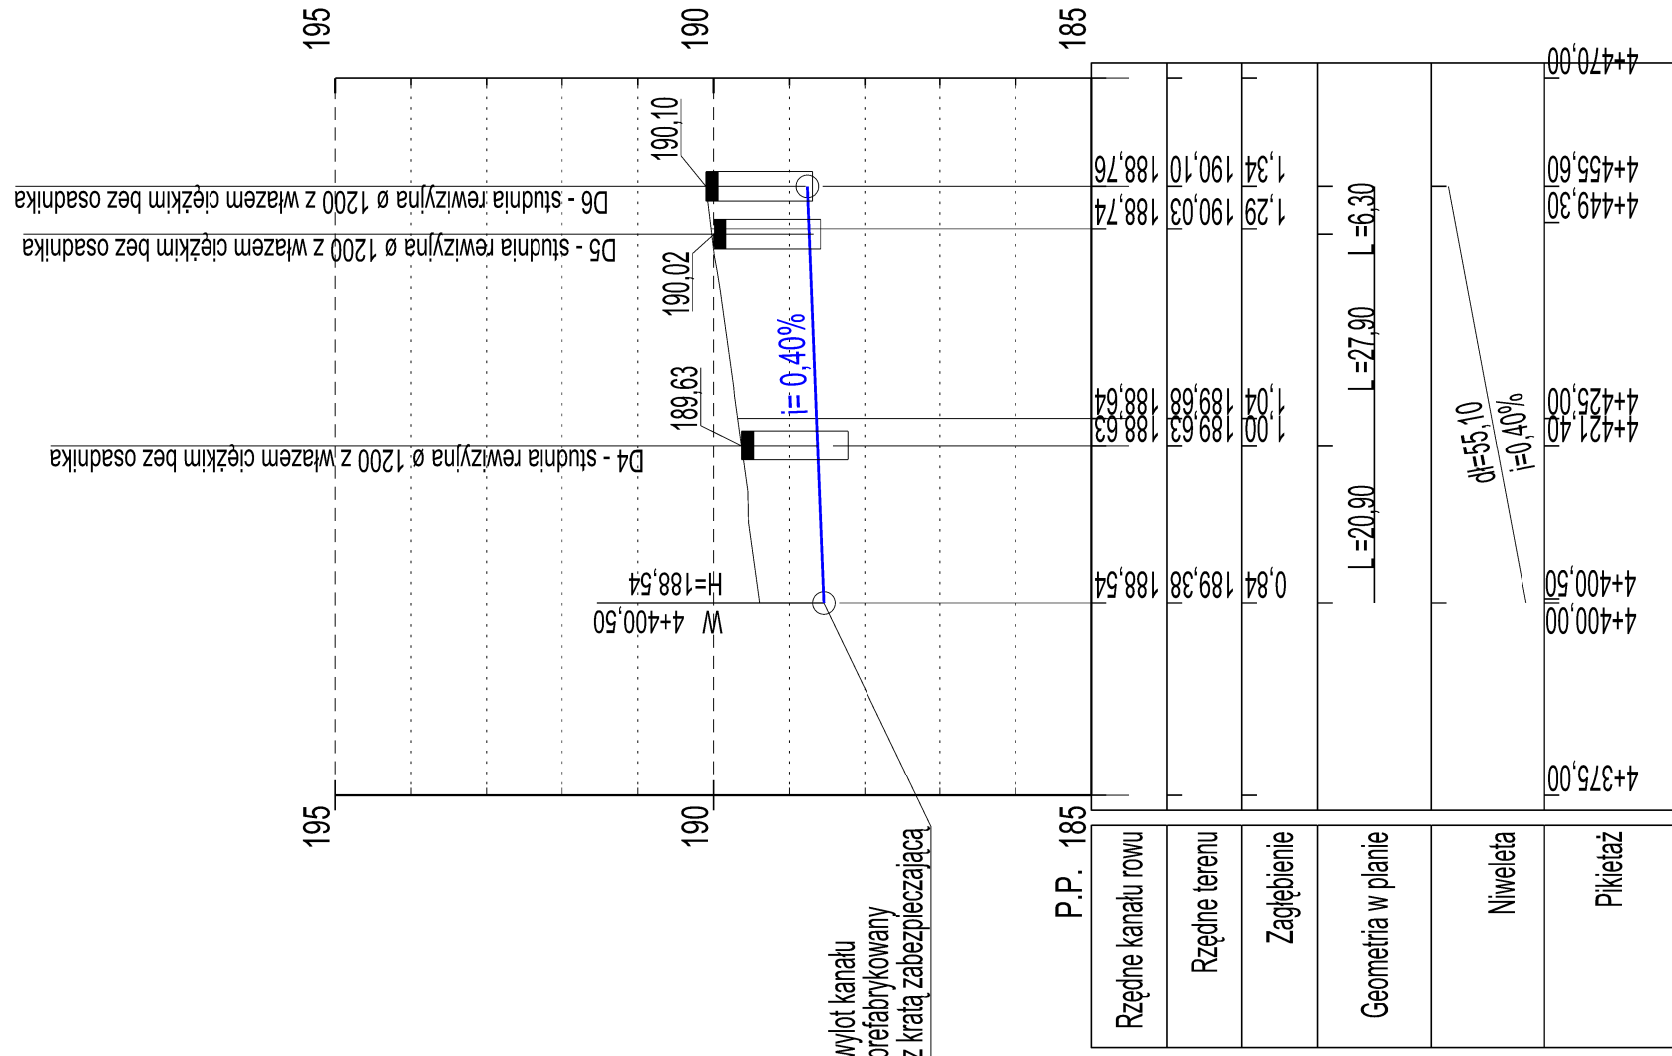 195
190
185
D6 - studnia rewizyjna ø 1200 z włazem ciężkim bez osadnika
D5 - studnia rewizyjna ø 1200 z włazem ciężkim bez osadnika
D4 - studnia rewizyjna ø 1200 z włazem ciężkim bez osadnika
190,10
190,02
189,63
i= 0,40%
H=188,54
W 4+400,50
195
190
P.P. 185
wylot kanału
prefabrykowany
z kratą zabezpieczającą
Rzędne kanału rowu
188,54 188,63 188,64 188,74 188,76
Rzędne terenu
189,38 189,63 189,68 190,03 190,10
Zagłębienie
0,84 1,00 1,04 1,29 1,34
Geometria w planie
L=20,90 L=27,90 L=6,30
Niweleta
dł=55,10
i=0,40%
Pikietaż
4+375,00 4+400,00 4+400,50 4+421,40 4+425,00 4+449,30 4+455,60 4+470,00